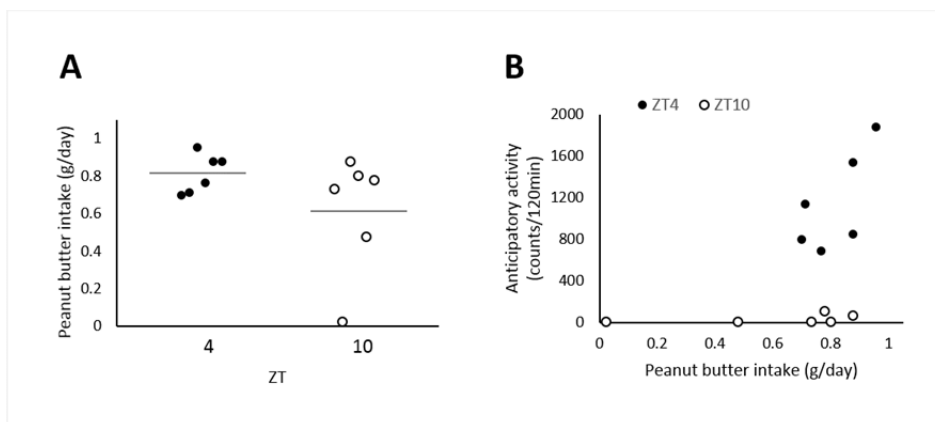 A
Peanut butter intake (g/day)
1
0.8
0.6
0.4
0.2
0
4
10
ZT
B
ZT4
ZT10
Anticipatory activity
(counts/120min)
2000
1600
1200
800
400
0
0
0.2
0.4
0.6
0.8
1
Peanut butter intake (g/day)